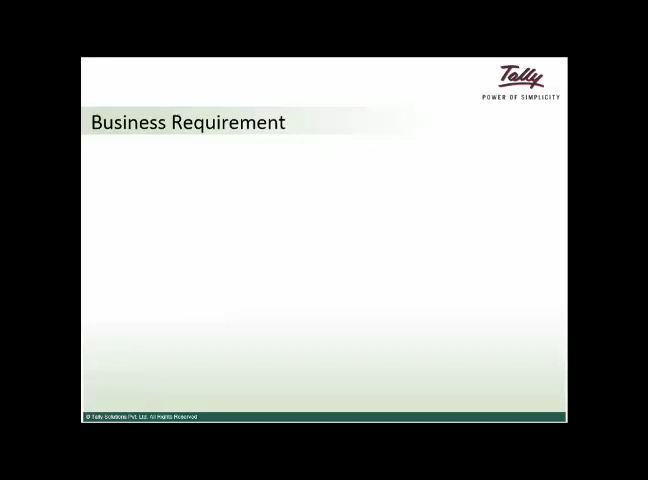 Tally
POWER OF SIMPLICITY
Business Requirement
© Tally Solutions Pvt. Ltd. All Rights Reserved